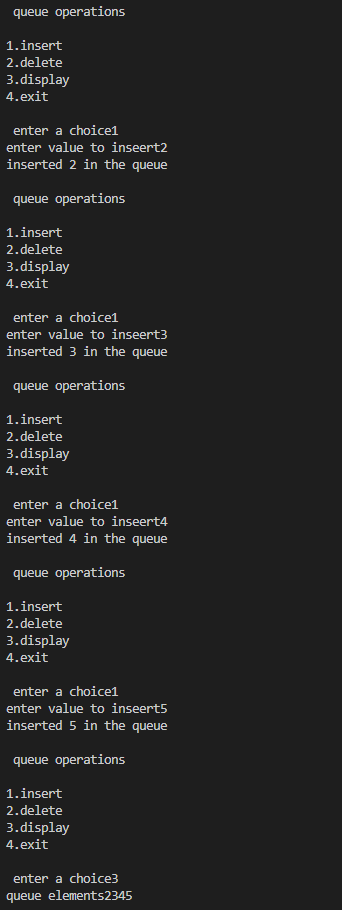 queue operations
1.insert
2.delete
3.display
4.exit
enter a choice1
enter value to inseert2
inserted 2 in the queue
queue operations
1.insert
2.delete
3.display
4.exit
enter a choice1
enter value to inseert3
inserted 3 in the queue
queue operations
1.insert
2.delete
3.display
4.exit
enter a choice1
enter value to inseert4
inserted 4 in the queue
queue operations
1.insert
2.delete
3.display
4.exit
enter a choice1
enter value to inseert5
inserted 5 in the queue
queue operations
1.insert
2.delete
3.display
4.exit
enter a choice3
queue elements2345